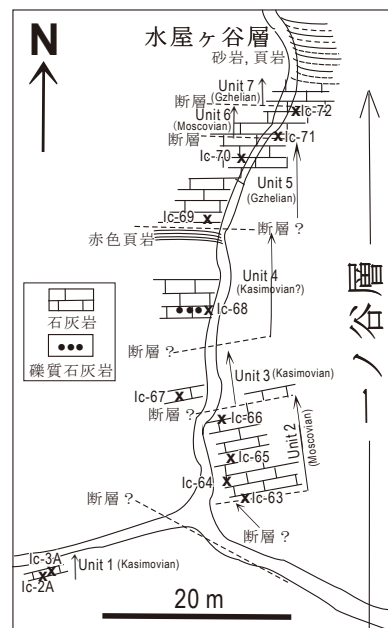 N
水屋ヶ谷層
砂岩, 頁岩
Unit 7
(Gzhelian)
断層
Unit 6
(Moscovian)
断層
Ic-72
Ic-71
Ic-70
Unit 5
(Gzhelian)
Ic-69
断層?
赤色頁岩
Unit 4
(Kasimovian?)
石灰岩
礫質石灰岩
Ic-68
断層?
Unit 3 (Kasimovian)
Ic-67
断層?
Ic-66
Unit 2
(Moscovian)
Ic-65
Ic-64
Ic-63
断層?
断層?
Ic-3A
Unit 1 (Kasimovian)
Ic-2A
20 m
一ノ谷層